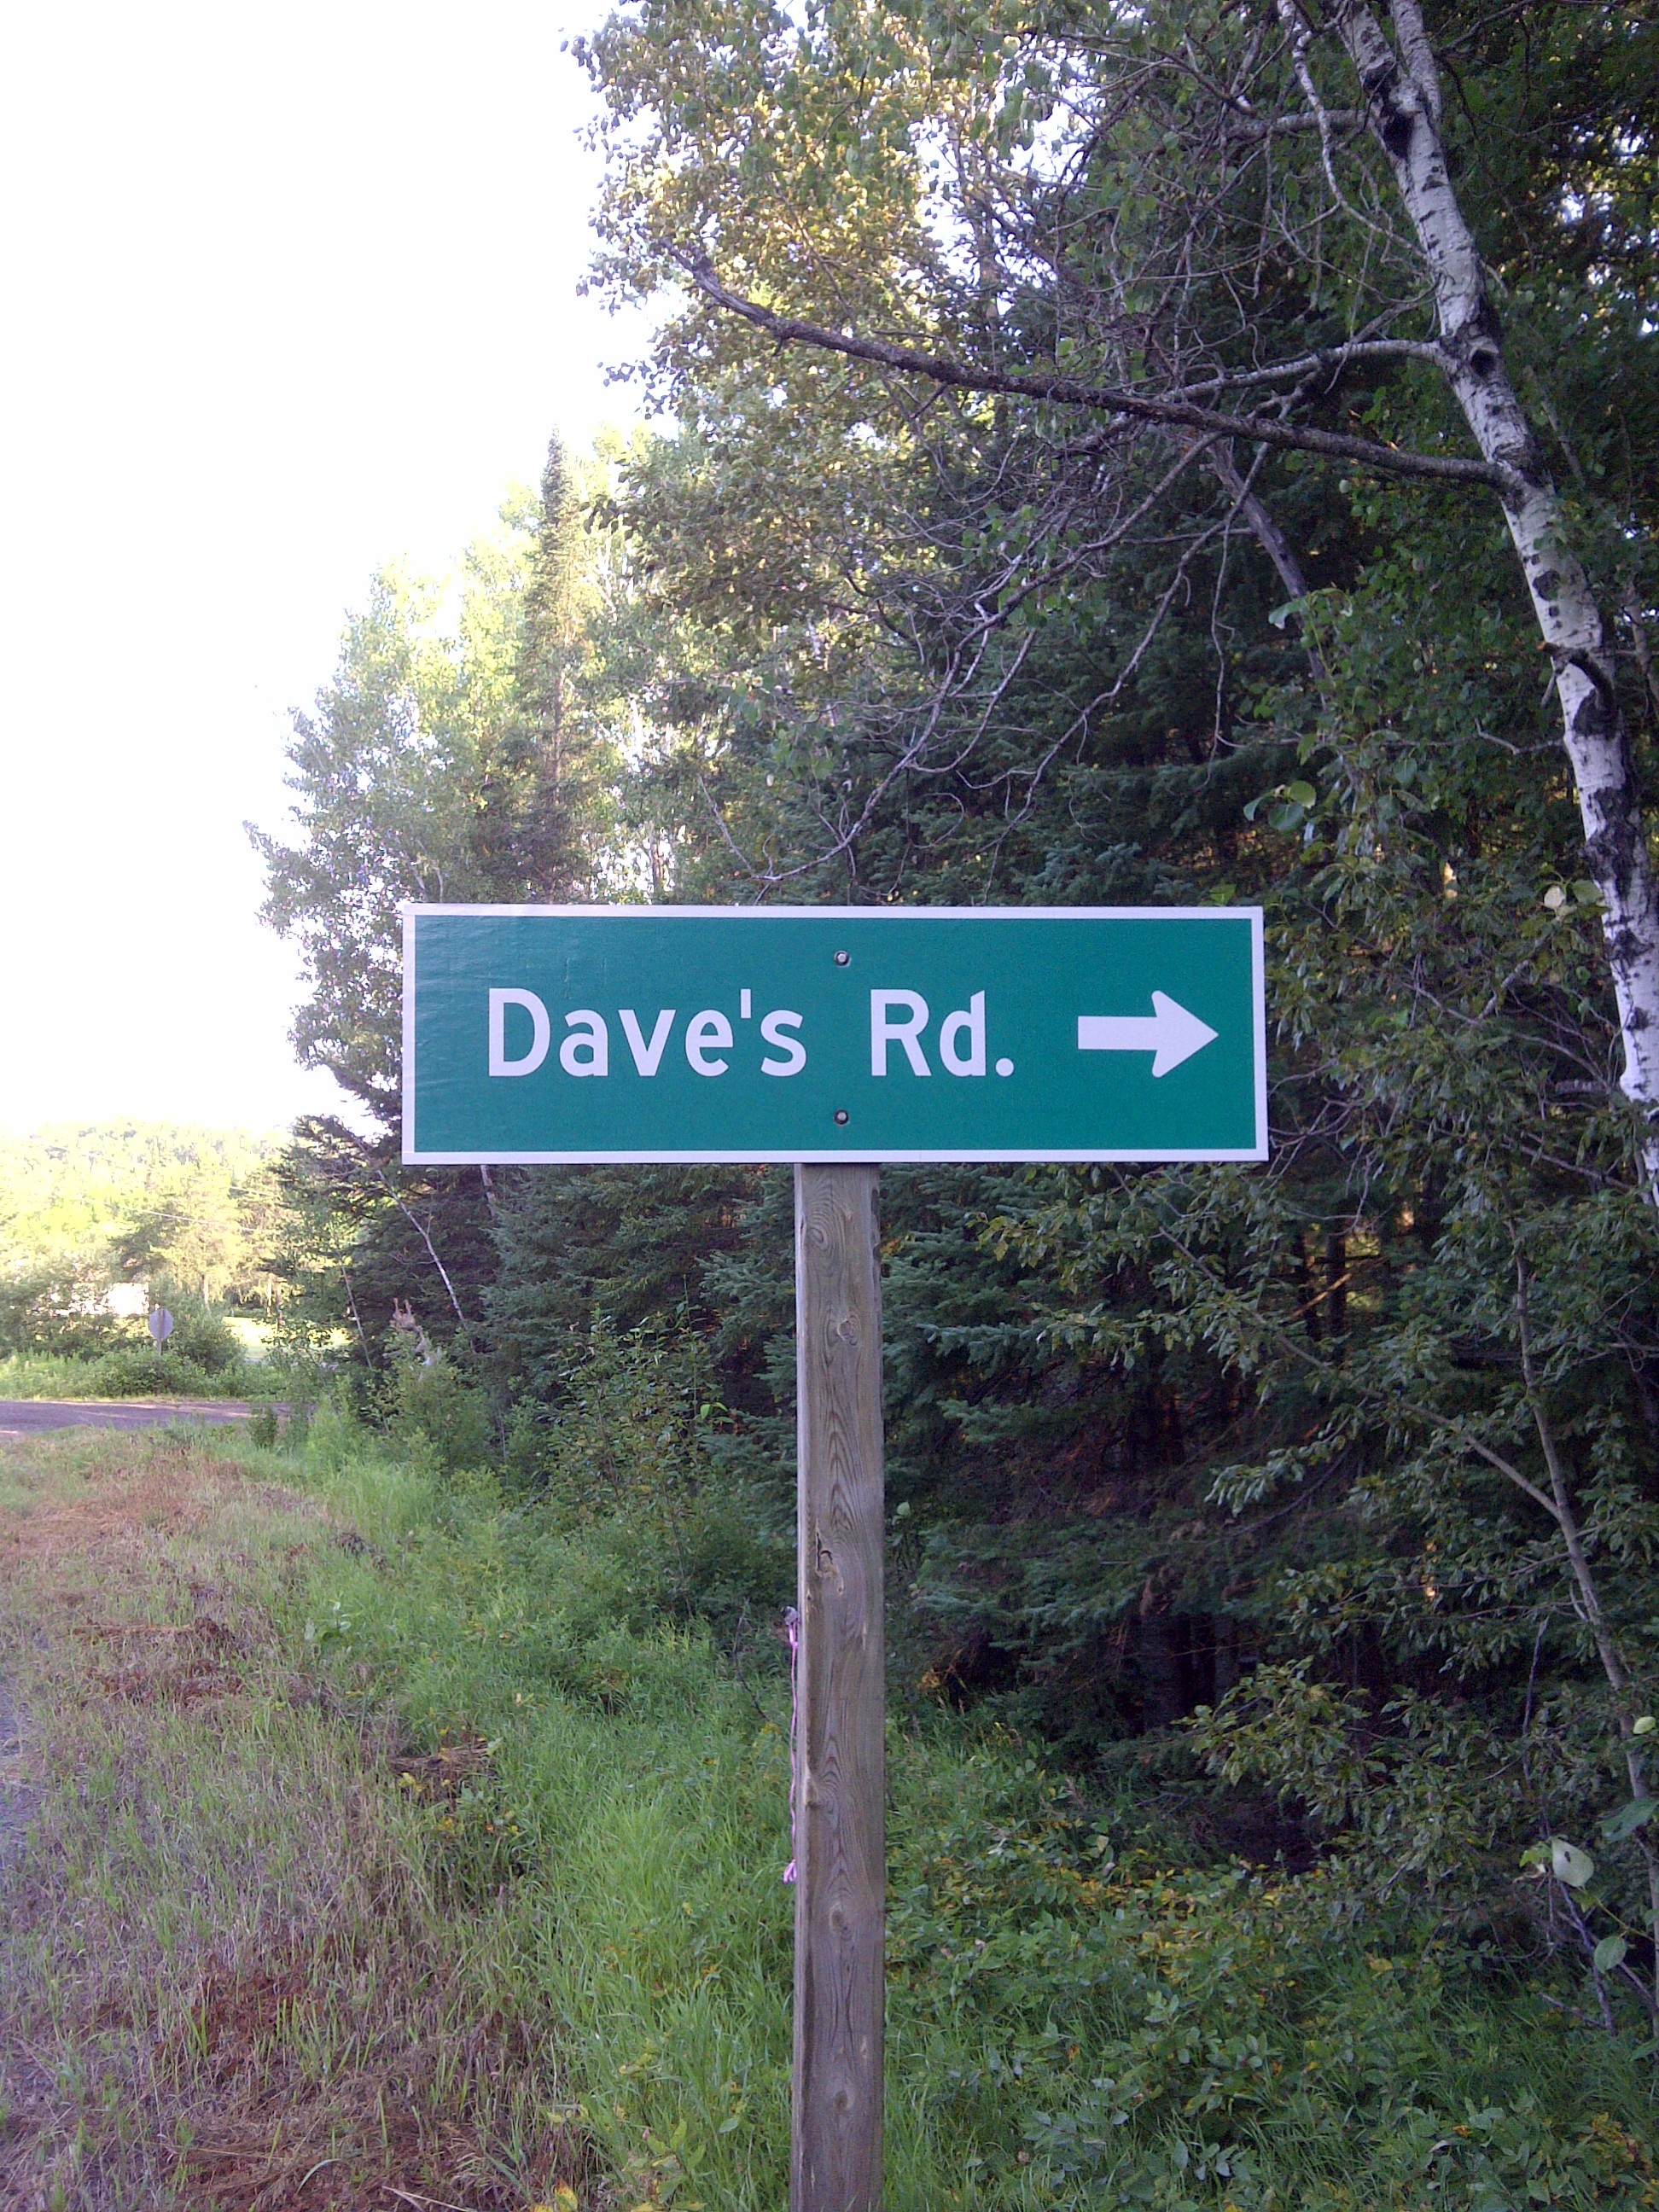 Dave's Rd. →